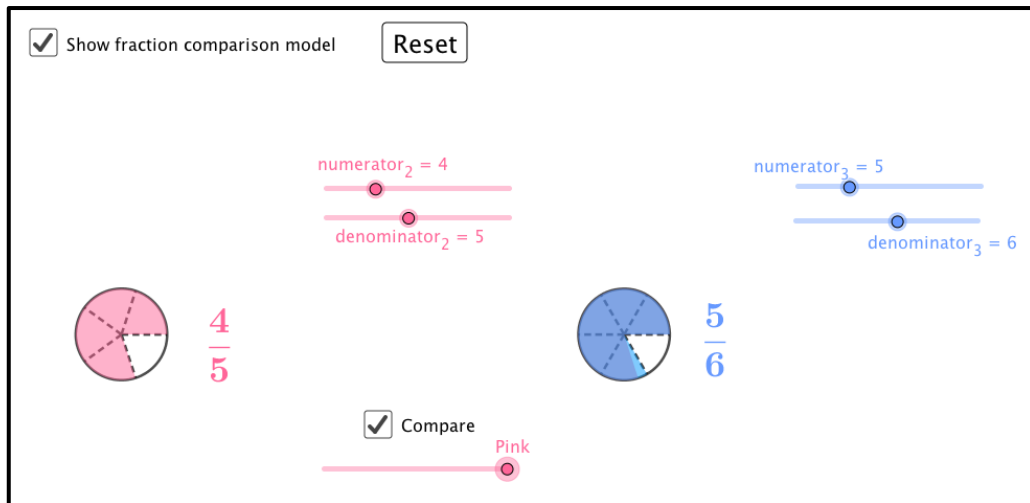 Show fraction comparison model
Reset
numerator₂ = 4
denominator₂ = 5
numerator₃ = 5
denominator₃ = 6
4
5
5
6
Compare
Pink